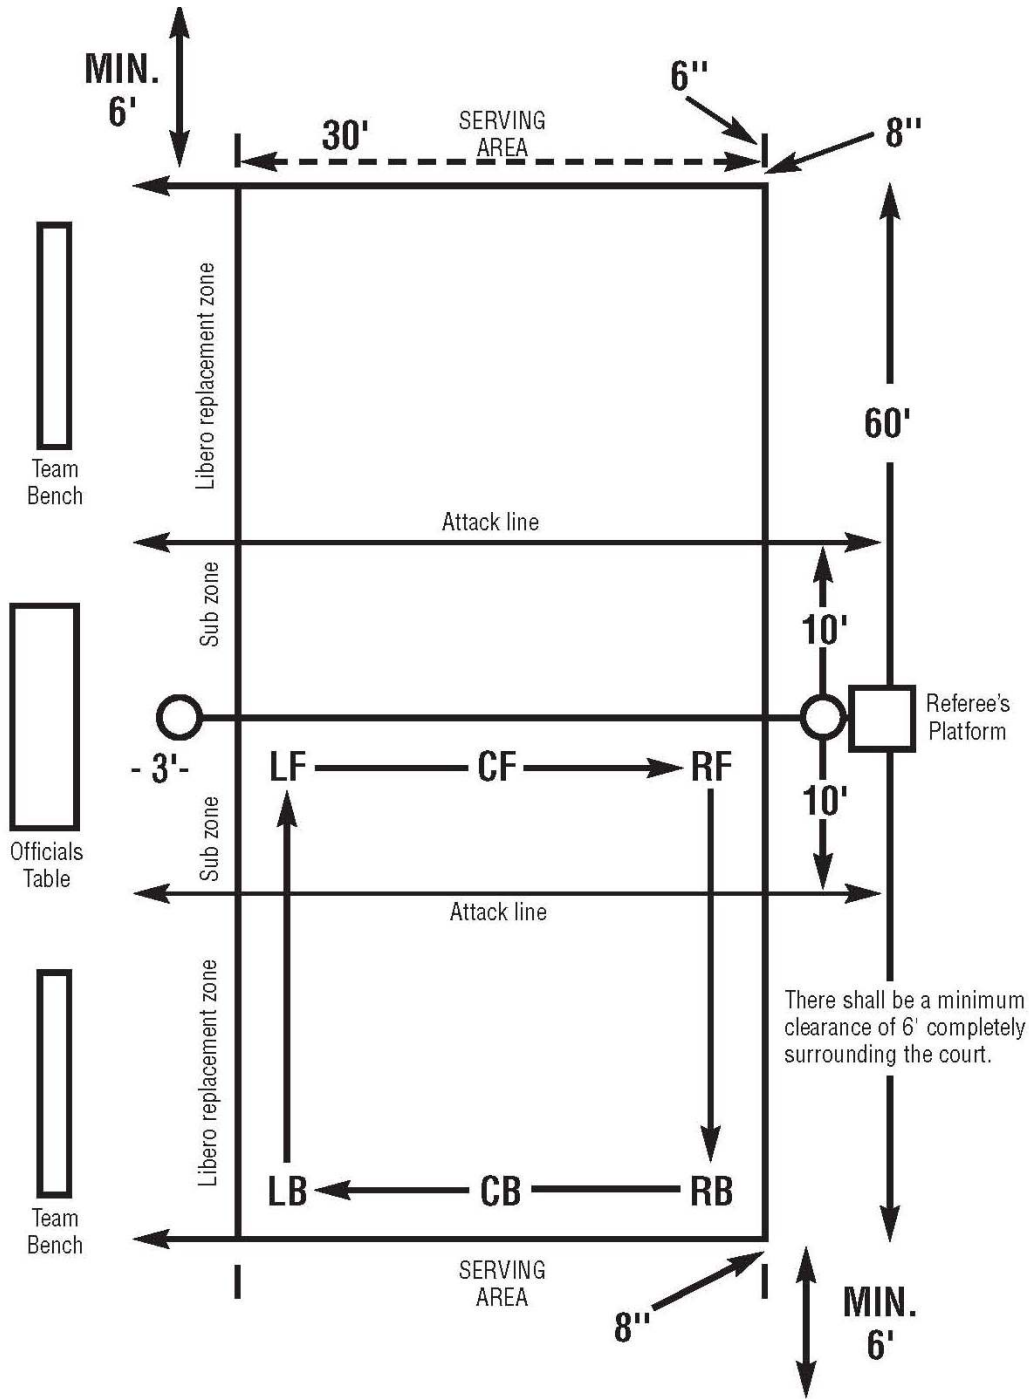 MIN.
6'
6''
SERVING
AREA
30'
8''
Libero replacement zone
60'
Team
Bench
Attack line
Sub zone
10'
Referee's
Platform
- 3'-
LF
CF
RF
10'
Sub zone
Officials
Table
Attack line
Libero replacement zone
There shall be a minimum
clearance of 6' completely
surrounding the court.
LB
CB
RB
Team
Bench
SERVING
AREA
8''
MIN.
6'